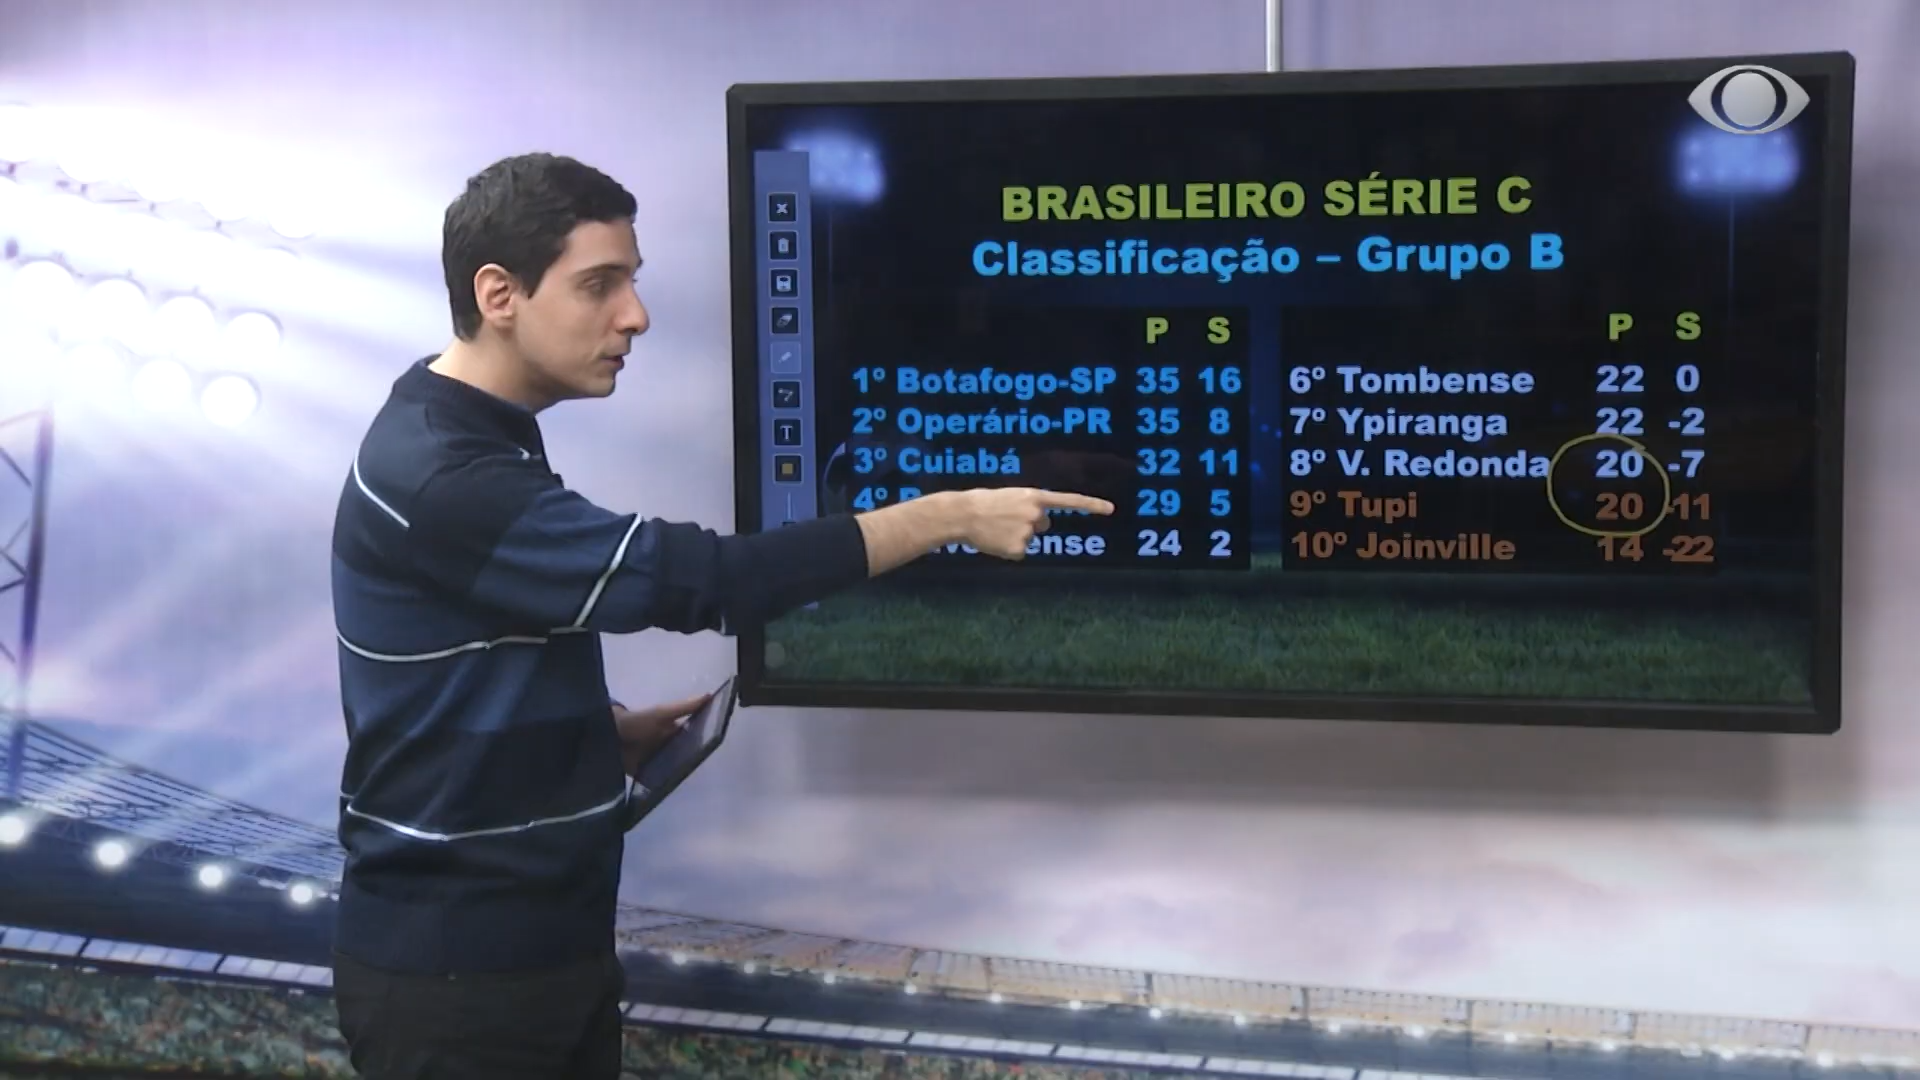 BRASILEIRO SÉRIE C
Classificação – Grupo B
P S
1º Botafogo-SP 35 16
2º Operário-PR 35 8
3º Cuiabá 32 11
4º 29 5
24 2
P S
6º Tombense 22 0
7º Ypiranga 22 -2
8º V. Redonda 20 -7
9º Tupi 20 -11
10º Joinville 14 -22
T